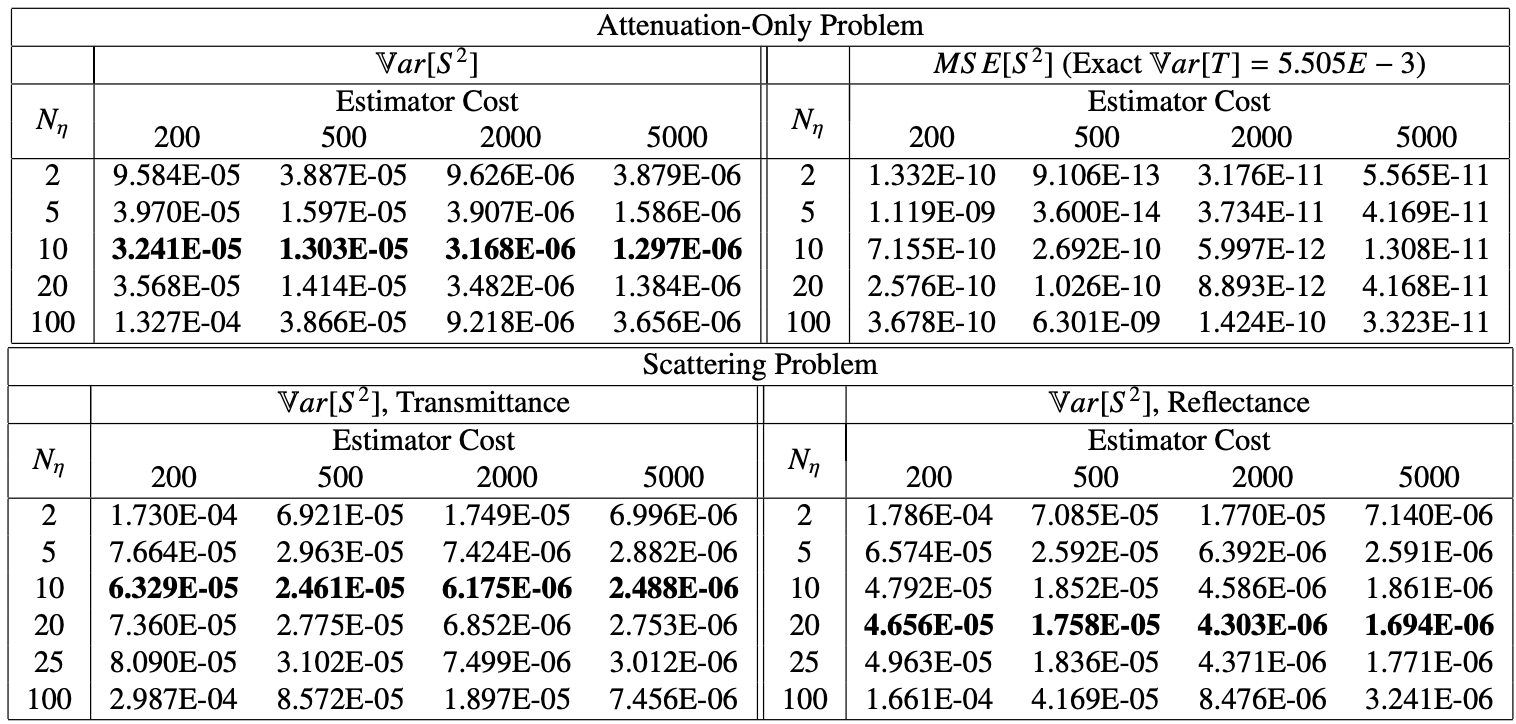 Attenuation-Only Problem
𝕍ar[S²] MSE[S²] (Exact 𝕍ar[T] = 5.505E − 3)
Nη Estimator Cost Nη Estimator Cost
200 500 2000 5000 200 500 2000 5000
2 9.584E-05 3.887E-05 9.626E-06 3.879E-06 2 1.332E-10 9.106E-13 3.176E-11 5.565E-11
5 3.970E-05 1.597E-05 3.907E-06 1.586E-06 5 1.119E-09 3.600E-14 3.734E-11 4.169E-11
10 3.241E-05 1.303E-05 3.168E-06 1.297E-06 10 7.155E-10 2.692E-10 5.997E-12 1.308E-11
20 3.568E-05 1.414E-05 3.482E-06 1.384E-06 20 2.576E-10 1.026E-10 8.893E-12 4.168E-11
100 1.327E-04 3.866E-05 9.218E-06 3.656E-06 100 3.678E-10 6.301E-09 1.424E-10 3.323E-11
Scattering Problem
𝕍ar[S²], Transmittance 𝕍ar[S²], Reflectance
Nη Estimator Cost Nη Estimator Cost
200 500 2000 5000 200 500 2000 5000
2 1.730E-04 6.921E-05 1.749E-05 6.996E-06 2 1.786E-04 7.085E-05 1.770E-05 7.140E-06
5 7.664E-05 2.963E-05 7.424E-06 2.882E-06 5 6.574E-05 2.592E-05 6.392E-06 2.591E-06
10 6.329E-05 2.461E-05 6.175E-06 2.488E-06 10 4.792E-05 1.852E-05 4.586E-06 1.861E-06
20 7.360E-05 2.775E-05 6.852E-06 2.753E-06 20 4.656E-05 1.758E-05 4.303E-06 1.694E-06
25 8.090E-05 3.102E-05 7.499E-06 3.012E-06 25 4.963E-05 1.836E-05 4.371E-06 1.771E-06
100 2.987E-04 8.572E-05 1.897E-05 7.456E-06 100 1.661E-04 4.169E-05 8.476E-06 3.241E-06